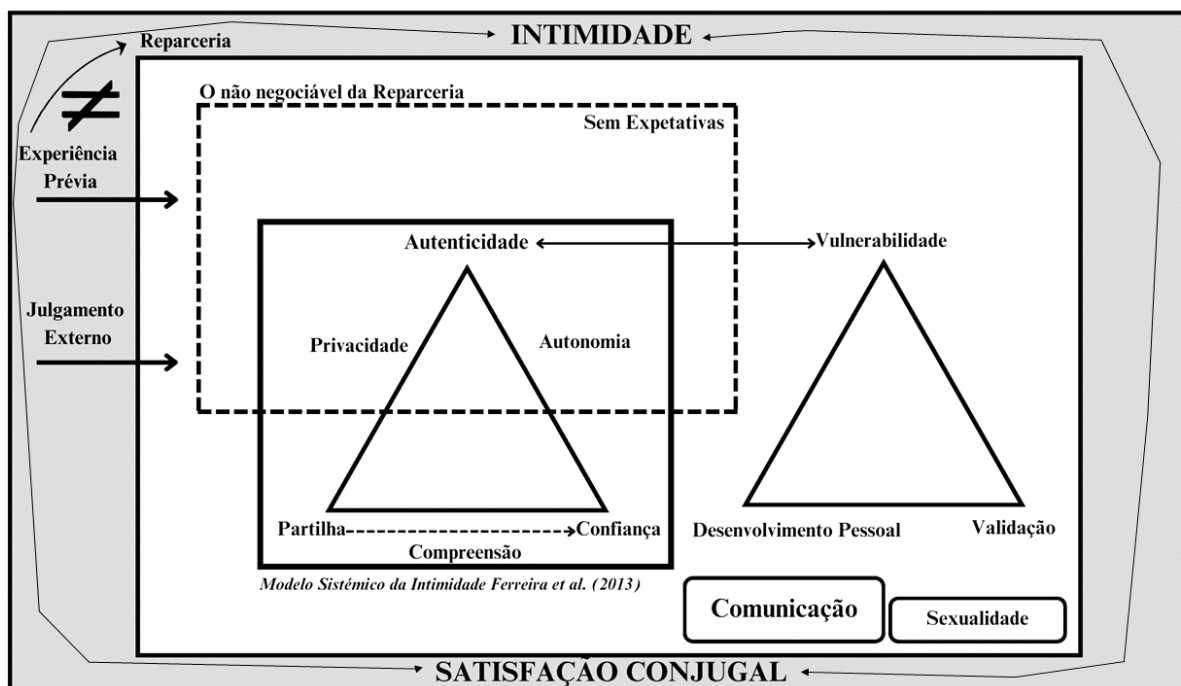 INTIMIDADE
Reparceria
O não negociável da Reparceria
Sem Expetativas
≠
Experiência
Prévia
Autenticidade
Vulnerabilidade
Julgamento
Externo
Privacidade
Autonomia
Partilha
Confiança
Compreensão
Desenvolvimento Pessoal
Validação
Modelo Sistémico da Intimidade Ferreira et al. (2013)
Comunicação
Sexualidade
SATISFAÇÃO CONJUGAL